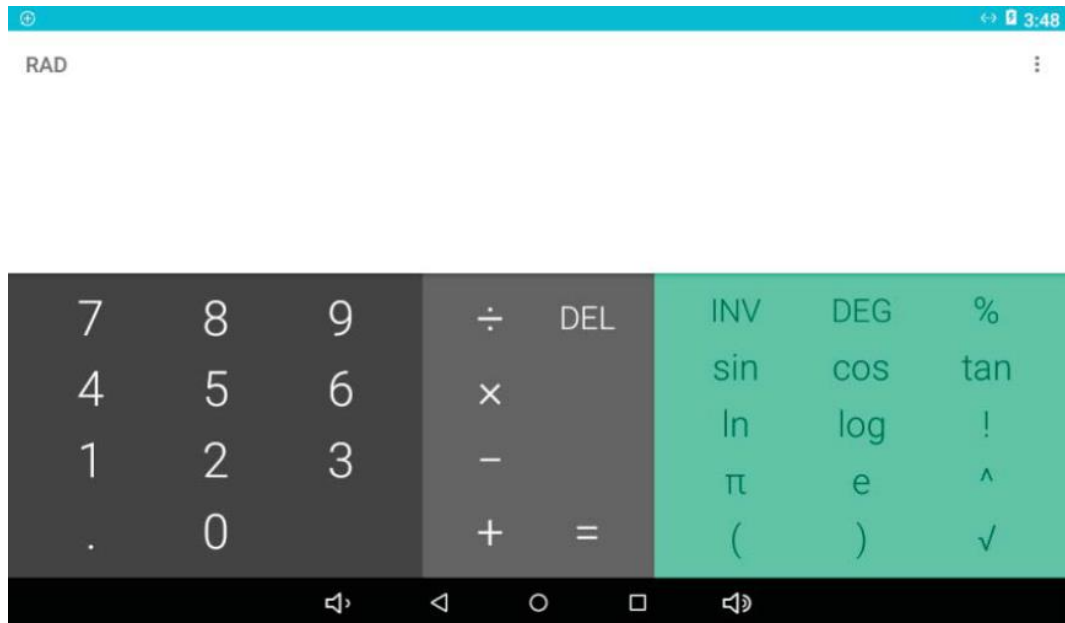 3:48
RAD
7 8 9 ÷ DEL INV DEG %
4 5 6 × sin cos tan
1 2 3 − ln log !
. 0 + = π e ^
( ) √